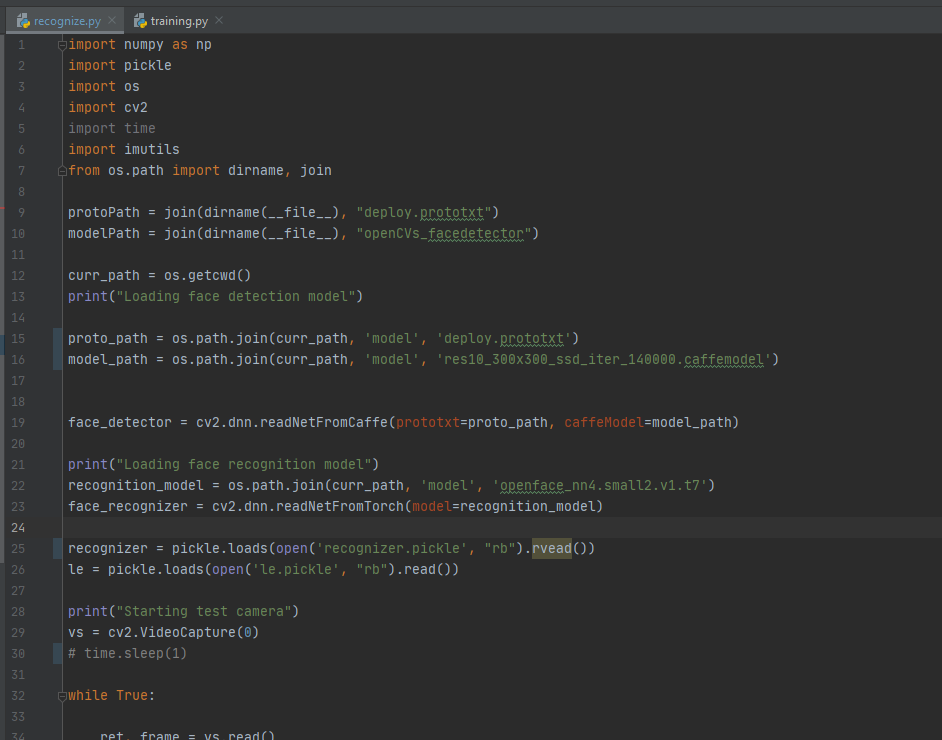 recognize.py training.py
1 import numpy as np
2 import pickle
3 import os
4 import cv2
5 import time
6 import imutils
7 from os.path import dirname, join
8
9 protoPath = join(dirname(__file__), "deploy.prototxt")
10 modelPath = join(dirname(__file__), "openCVs_facedetector")
11
12 curr_path = os.getcwd()
13 print("Loading face detection model")
14
15 proto_path = os.path.join(curr_path, 'model', 'deploy.prototxt')
16 model_path = os.path.join(curr_path, 'model', 'res10_300x300_ssd_iter_140000.caffemodel')
17
18
19 face_detector = cv2.dnn.readNetFromCaffe(prototxt=proto_path, caffeModel=model_path)
20
21 print("Loading face recognition model")
22 recognition_model = os.path.join(curr_path, 'model', 'openface_nn4.small2.v1.t7')
23 face_recognizer = cv2.dnn.readNetFromTorch(model=recognition_model)
24
25 recognizer = pickle.loads(open('recognizer.pickle', "rb").rvead())
26 le = pickle.loads(open('le.pickle', "rb").read())
27
28 print("Starting test camera")
29 vs = cv2.VideoCapture(0)
30 # time.sleep(1)
31
32 while True:
33
34 ret, frame = vs.read()